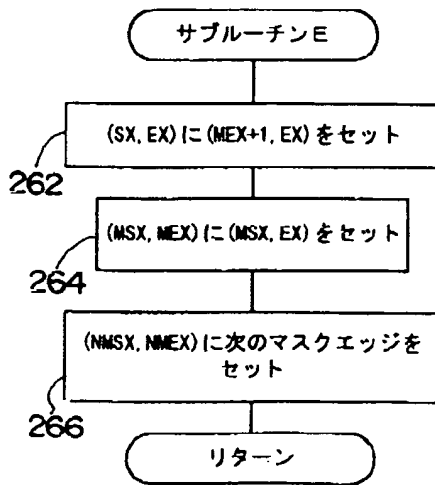 サブルーチンE
(SX,EX)に(MEX+1,EX)をセット
262
(MSX,MEX)に(MSX,EX)をセット
264
(NMSX,NMEX)に次のマスクエッジを
セット
266
リターン